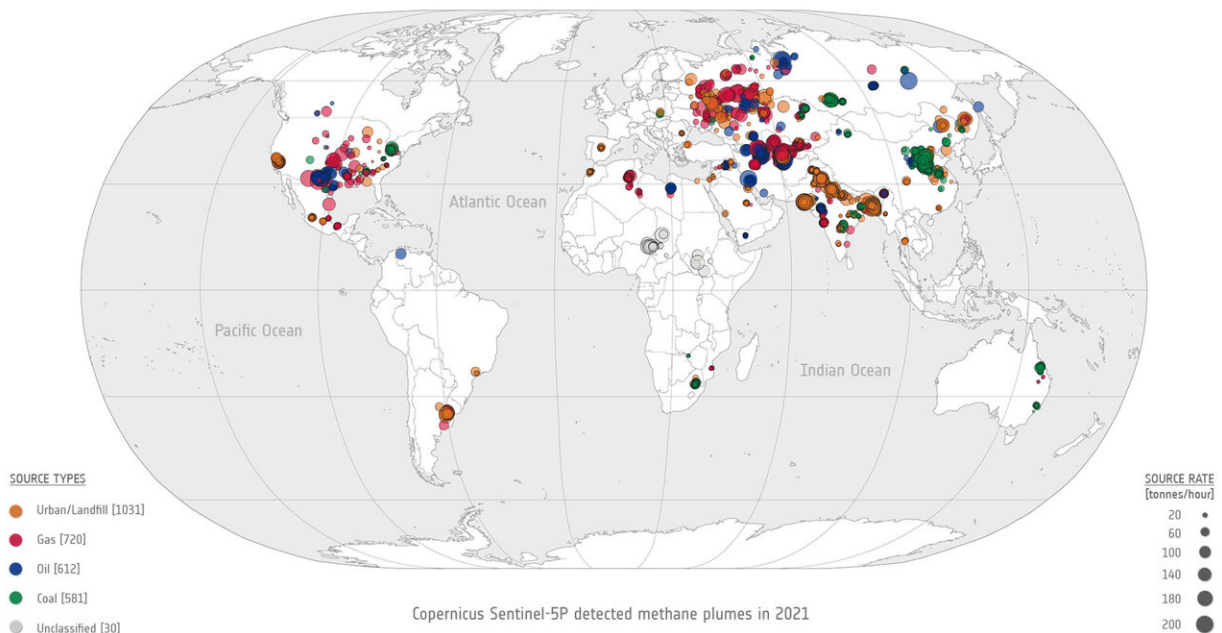 Atlantic Ocean
Pacific Ocean
Indian Ocean
SOURCE TYPES
Urban/Landfill [1031]
Gas [720]
Oil [612]
Coal [581]
Unclassified [30]
SOURCE RATE
[tonnes/hour]
20
60
100
140
180
200
Copernicus Sentinel-5P detected methane plumes in 2021